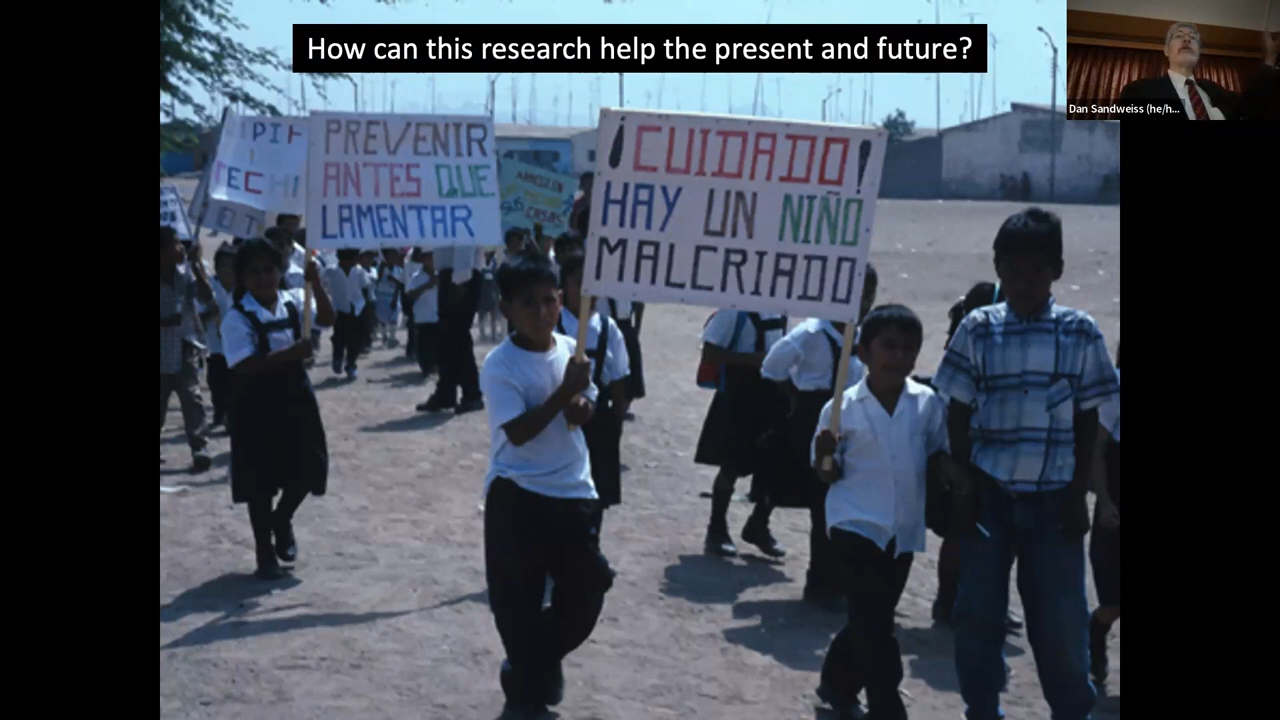 How can this research help the present and future?
Dan Sandweiss (he/h...
PREVENIR
ANTES QUE
LAMENTAR
¡CUIDADO!
HAY UN NIÑO
MALCRIADO